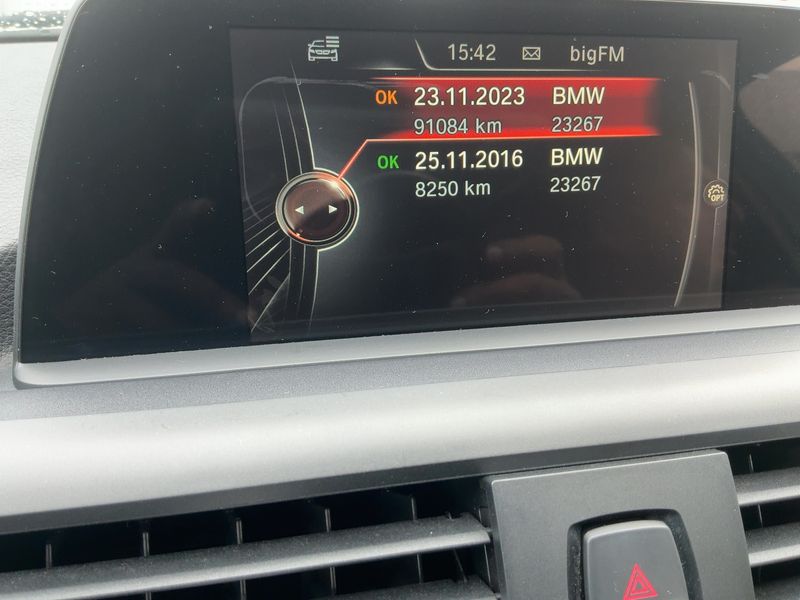 15:42 bigFM
OK 23.11.2023 BMW
91084 km 23267
OK 25.11.2016 BMW
8250 km 23267
OPT